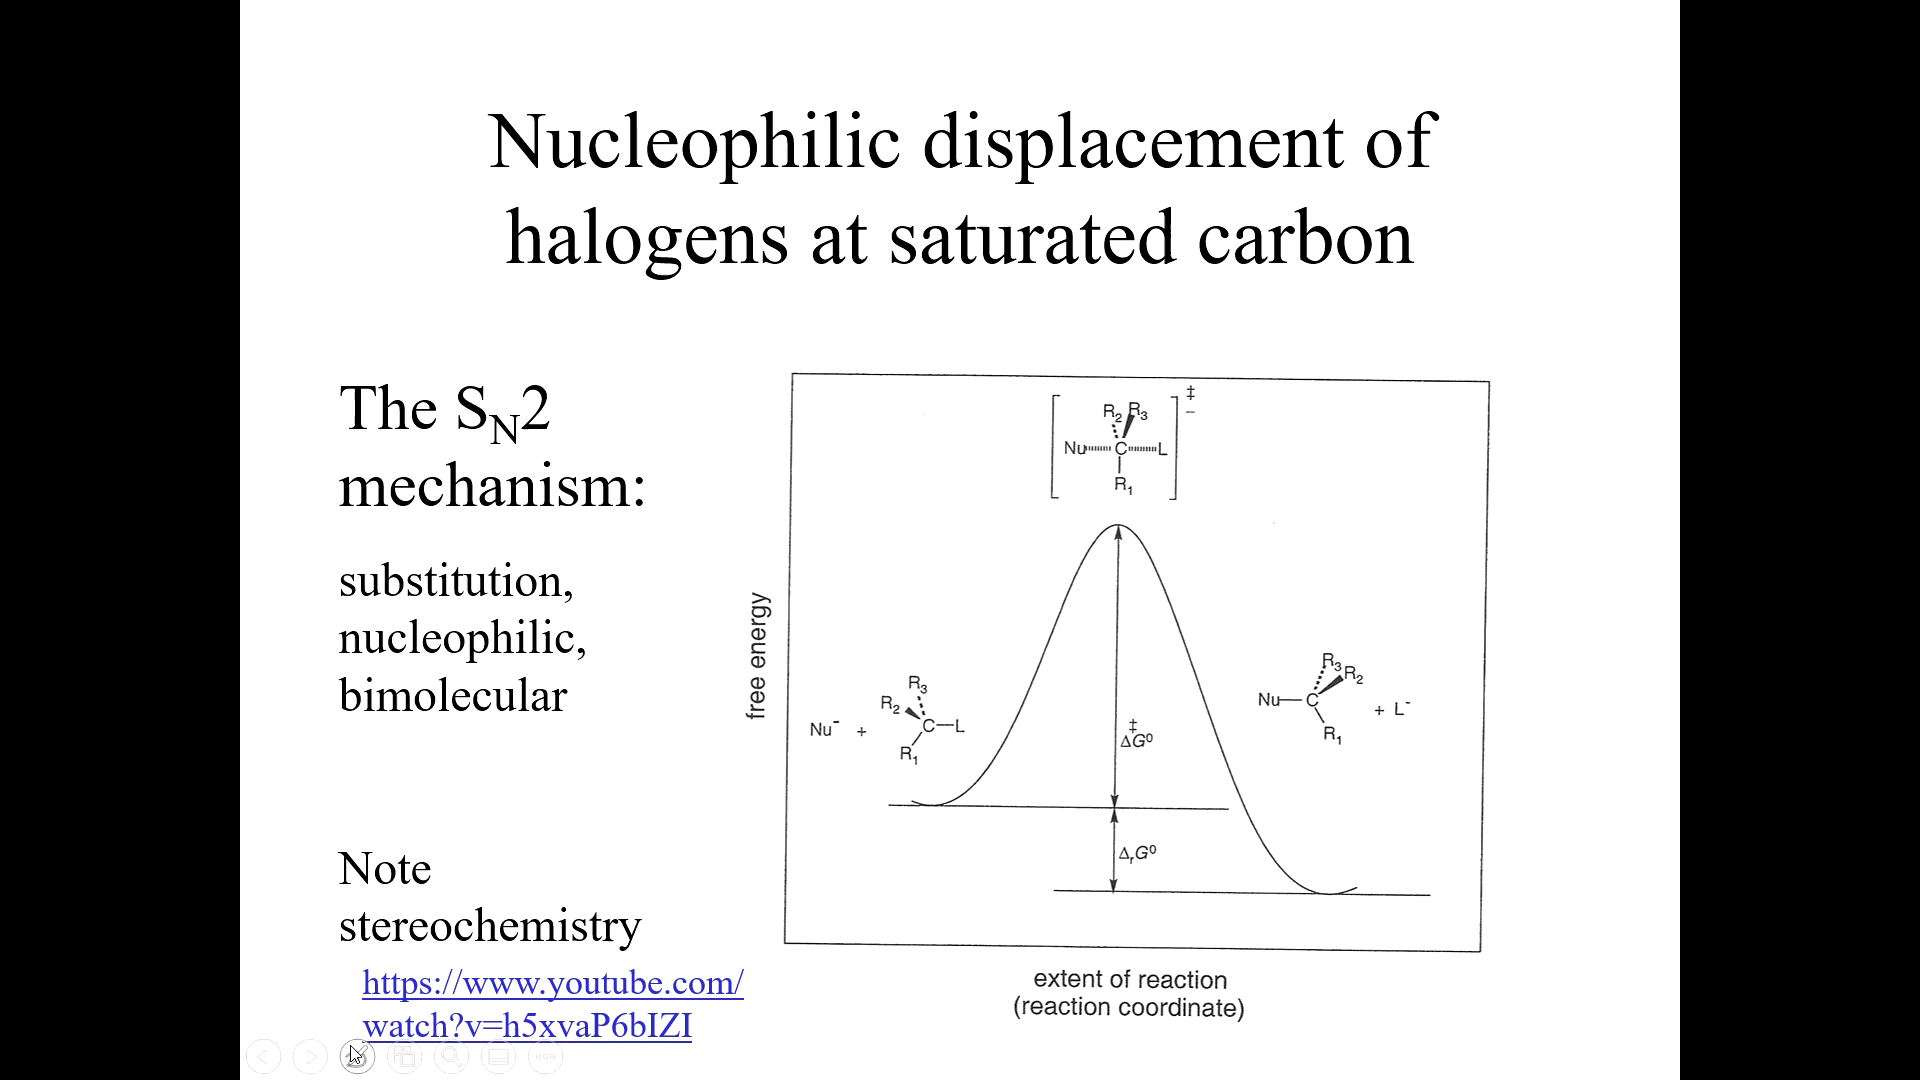 Nucleophilic displacement of
halogens at saturated carbon
The SN2
mechanism:
substitution,
nucleophilic,
bimolecular
Note
stereochemistry
https://www.youtube.com/
watch?v=h5xvaP6bIZI
free energy
‡
–
R2 R3
Nu C L
R1
R3
R2
Nu- + C—L
R1
‡
ΔG0
ΔrG0
R3
R2
Nu—C + L-
R1
extent of reaction
(reaction coordinate)